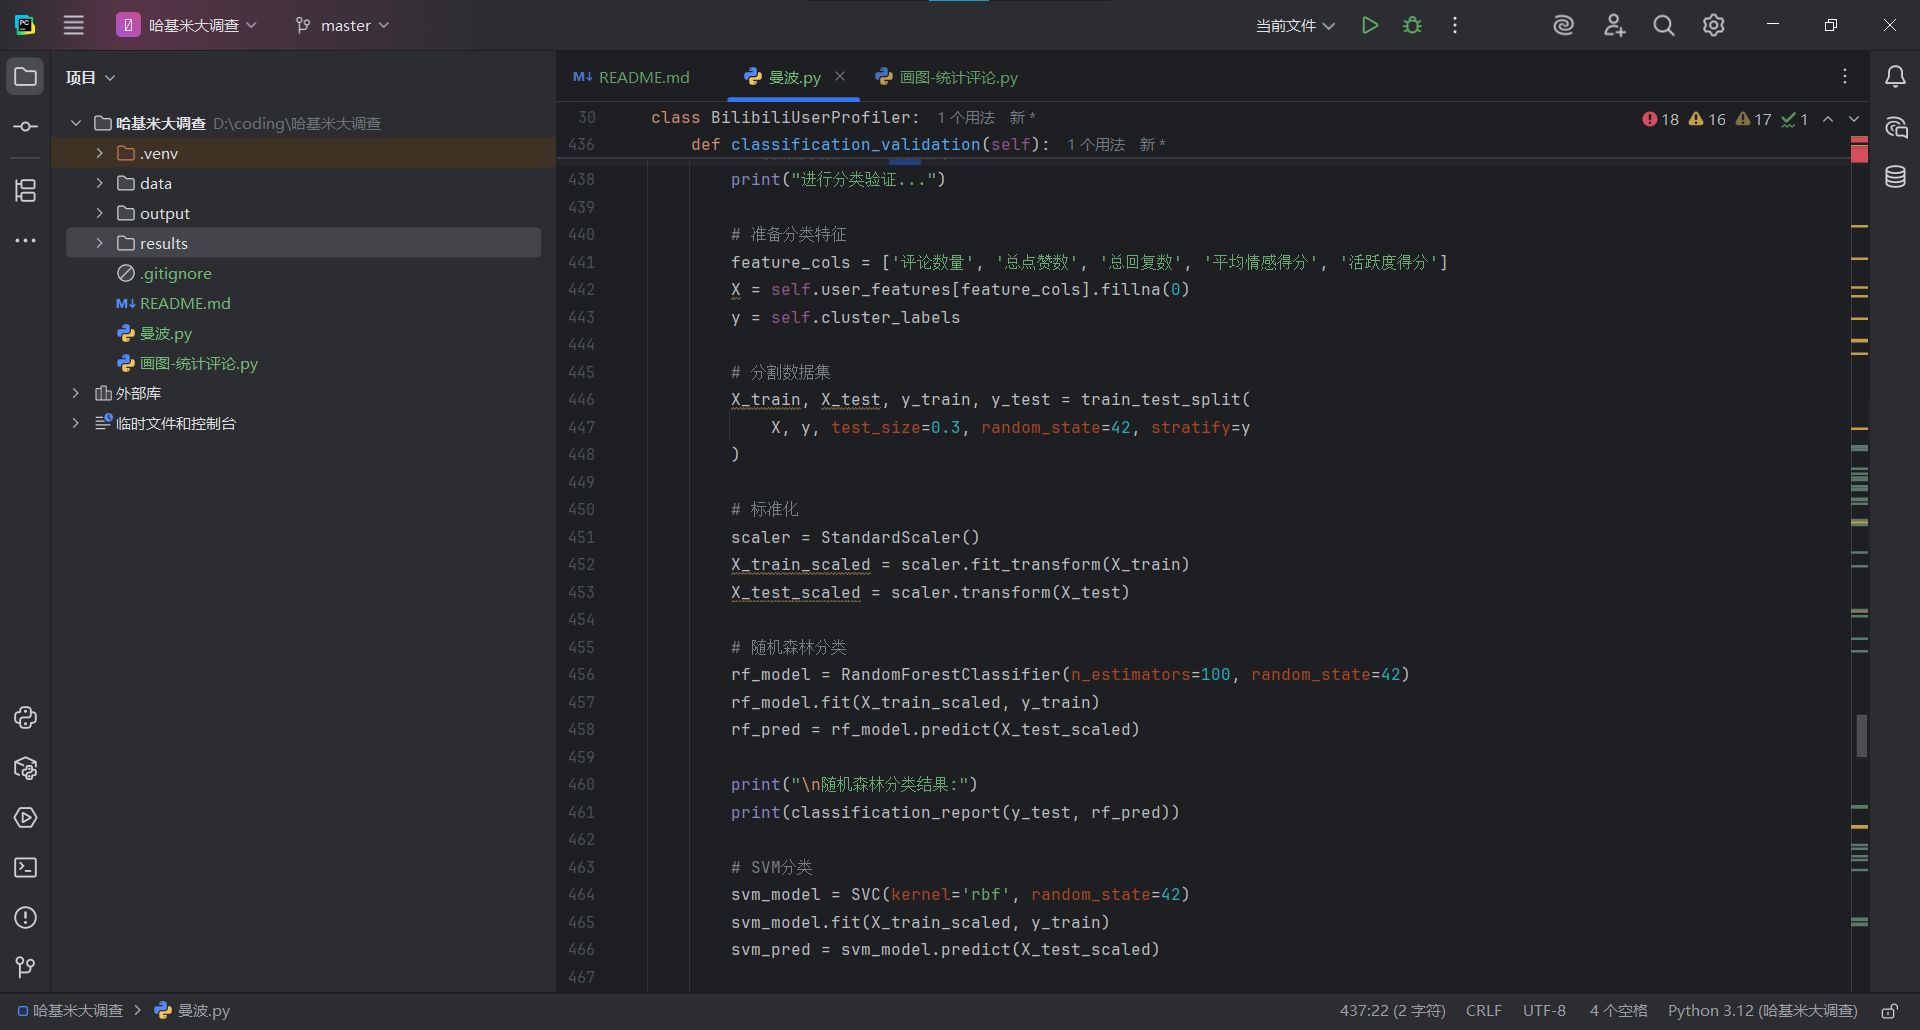 哈基米大调查
master
当前文件
项目
哈基米大调查 D:\coding\哈基米大调查
.venv
data
output
results
.gitignore
M↓ README.md
曼波.py
画图-统计评论.py
外部库
临时文件和控制台
M↓ README.md
曼波.py
画图-统计评论.py
18 16 17 1
30 class BilibiliUserProfiler: 1 个用法 新 *
436 def classification_validation(self): 1 个用法 新 *
438 print("进行分类验证...")
439
440 # 准备分类特征
441 feature_cols = ['评论数量', '总点赞数', '总回复数', '平均情感得分', '活跃度得分']
442 X = self.user_features[feature_cols].fillna(0)
443 y = self.cluster_labels
444
445 # 分割数据集
446 X_train, X_test, y_train, y_test = train_test_split(
447 X, y, test_size=0.3, random_state=42, stratify=y
448 )
449
450 # 标准化
451 scaler = StandardScaler()
452 X_train_scaled = scaler.fit_transform(X_train)
453 X_test_scaled = scaler.transform(X_test)
454
455 # 随机森林分类
456 rf_model = RandomForestClassifier(n_estimators=100, random_state=42)
457 rf_model.fit(X_train_scaled, y_train)
458 rf_pred = rf_model.predict(X_test_scaled)
459
460 print("\n随机森林分类结果:")
461 print(classification_report(y_test, rf_pred))
462
463 # SVM分类
464 svm_model = SVC(kernel='rbf', random_state=42)
465 svm_model.fit(X_train_scaled, y_train)
466 svm_pred = svm_model.predict(X_test_scaled)
467
哈基米大调查 > 曼波.py
437:22 (2 字符) CRLF UTF-8 4 个空格 Python 3.12 (哈基米大调查)